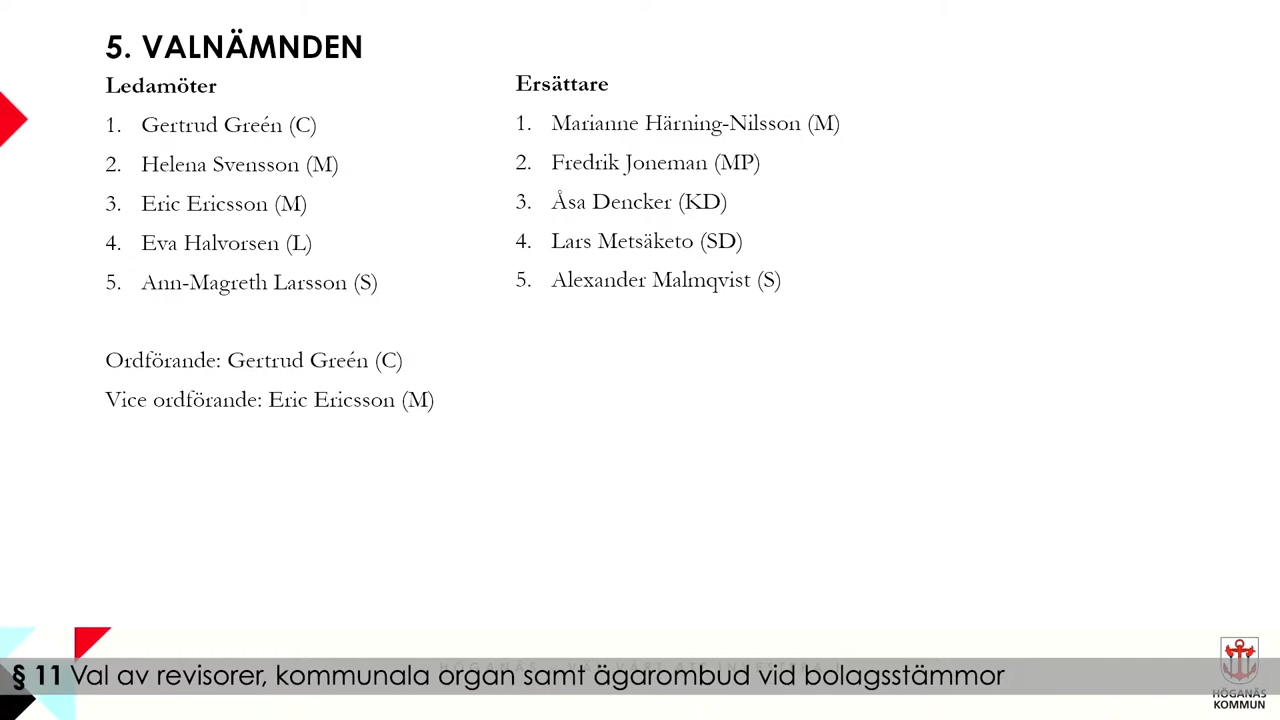 5. VALNÄMNDEN
Ledamöter
1. Gertrud Greén (C)
2. Helena Svensson (M)
3. Eric Ericsson (M)
4. Eva Halvorsen (L)
5. Ann-Magreth Larsson (S)
Ordförande: Gertrud Greén (C)
Vice ordförande: Eric Ericsson (M)
Ersättare
1. Marianne Härning-Nilsson (M)
2. Fredrik Joneman (MP)
3. Åsa Dencker (KD)
4. Lars Metsäketo (SD)
5. Alexander Malmqvist (S)
§ 11 Val av revisorer, kommunala organ samt ägarombud vid bolagsstämmor
HÖGANÄS
KOMMUN